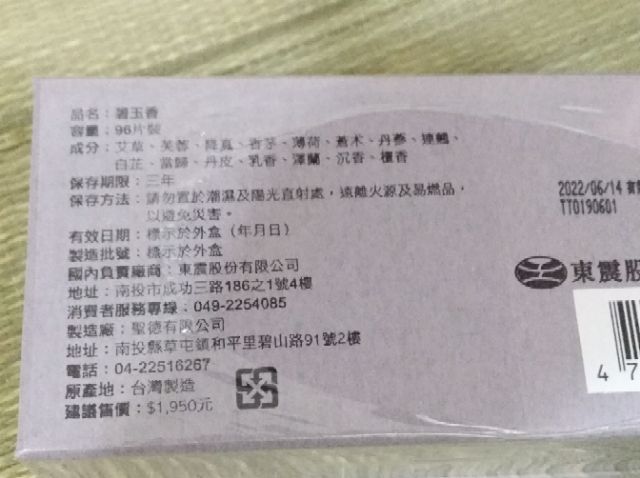 品名：碧玉香
容量：96片裝
成分：艾草、芙蓉、降真、香茅、薄荷、蒼术、丹蔘、連翹、
白芷、當歸、丹皮、乳香、澤蘭、沉香、檀香
保存期限：三年
保存方法：請勿置於潮濕及陽光直射處，遠離火源及易燃品，
以避免災害。
有效日期：標示於外盒（年月日）
製造批號：標示於外盒
國內負責廠商：東震股份有限公司
地址：南投市成功三路186之1號4樓
消費者服務專線：049-2254085
製造廠：聖德有限公司
地址：南投縣草屯鎮和平里碧山路91號2樓
電話：04-22516267
原產地：台灣製造
建議售價：$1,950元
2022/06/14
TT0190601
東震股
4 7